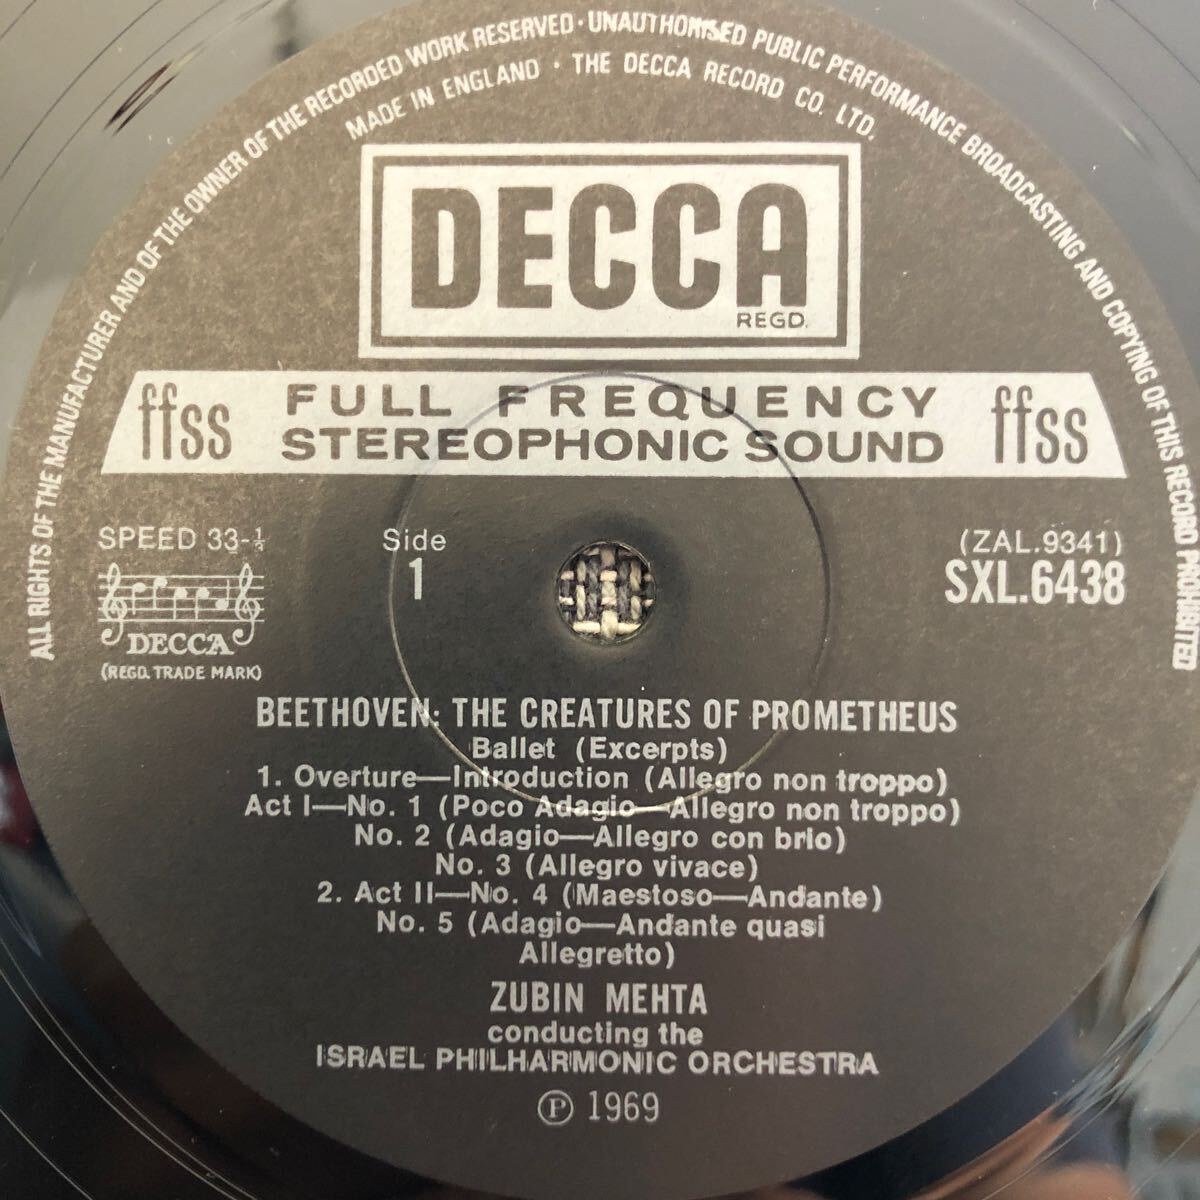 ALL RIGHTS OF THE MANUFACTURER AND OF THE OWNER OF THE RECORDED WORK RESERVED · UNAUTHORISED PUBLIC PERFORMANCE BROADCASTING AND COPYING OF THIS RECORD PROHIBITED
MADE IN ENGLAND · THE DECCA RECORD CO. LTD.
DECCA
REGD.
ffss FULL FREQUENCY ffss
STEREOPHONIC SOUND
SPEED 33-⅓
Side
1
(ZAL.9341)
SXL.6438
DECCA
(REGD. TRADE MARK)
BEETHOVEN: THE CREATURES OF PROMETHEUS
Ballet (Excerpts)
1. Overture—Introduction (Allegro non troppo)
Act I—No. 1 (Poco Adagio—Allegro non troppo)
No. 2 (Adagio—Allegro con brio)
No. 3 (Allegro vivace)
2. Act II—No. 4 (Maestoso—Andante)
No. 5 (Adagio—Andante quasi
Allegretto)
ZUBIN MEHTA
conducting the
ISRAEL PHILHARMONIC ORCHESTRA
Ⓟ 1969